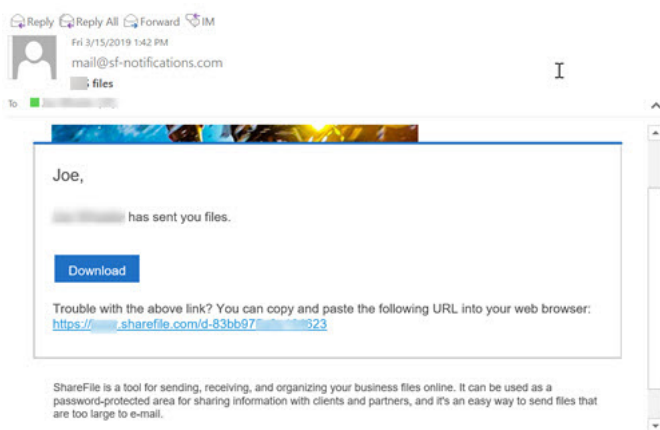 Reply Reply All Forward IM
Fri 3/15/2019 1:42 PM
mail@sf-notifications.com
files
To
Joe,
has sent you files.
Download
Trouble with the above link? You can copy and paste the following URL into your web browser:
https:// .sharefile.com/d-83bb97 623
ShareFile is a tool for sending, receiving, and organizing your business files online. It can be used as a
password-protected area for sharing information with clients and partners, and it's an easy way to send files that
are too large to e-mail.